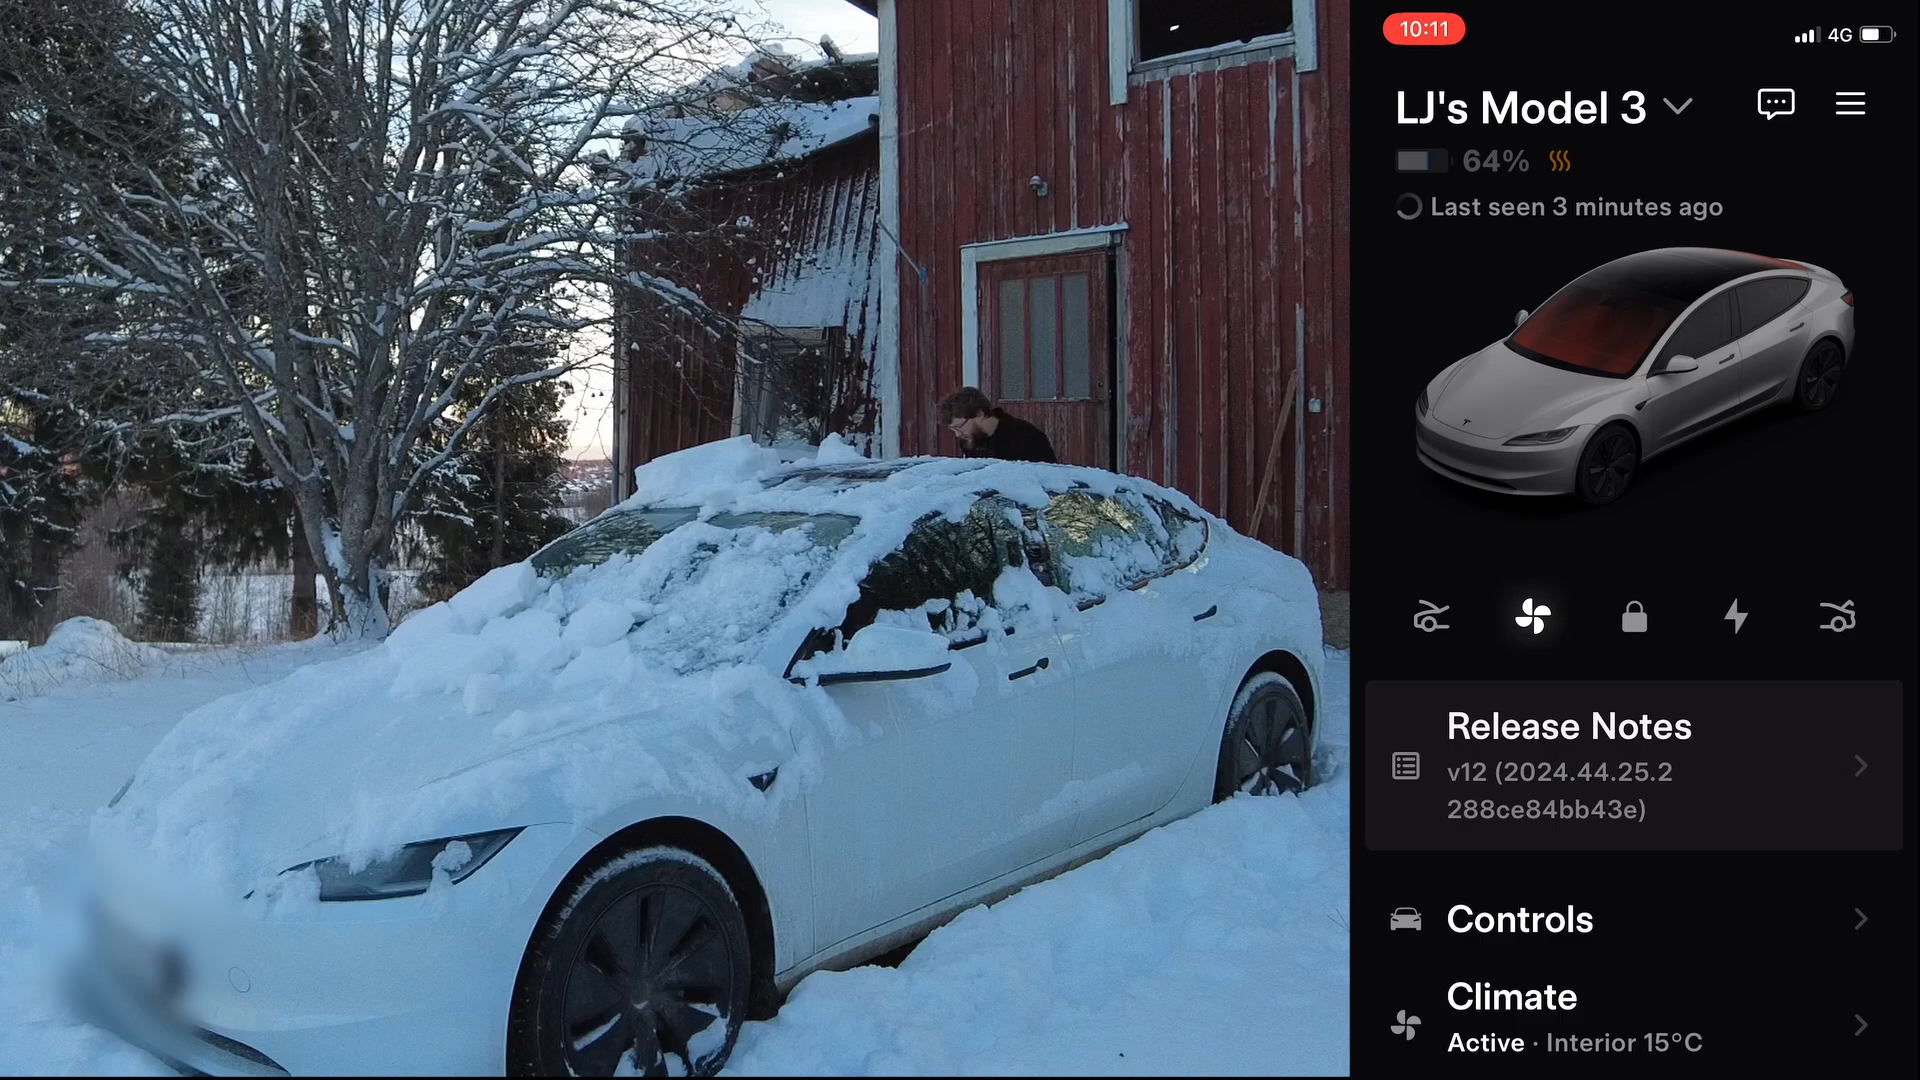 10:11
4G
LJ's Model 3
64%
Last seen 3 minutes ago
Release Notes
v12 (2024.44.25.2
288ce84bb43e)
Controls
Climate
Active · Interior 15°C